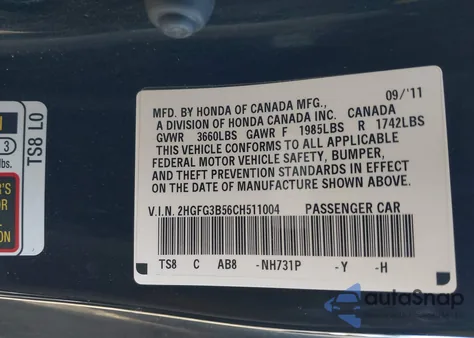 MFD. BY HONDA OF CANADA MFG., 09/'11
A DIVISION OF HONDA CANADA INC. CANADA
GVWR 3660LBS GAWR F 1985LBS R 1742LBS
THIS VEHICLE CONFORMS TO ALL APPLICABLE
FEDERAL MOTOR VEHICLE SAFETY, BUMPER,
AND THEFT PREVENTION STANDARDS IN EFFECT
ON THE DATE OF MANUFACTURE SHOWN ABOVE.
V.I.N. 2HGFG3B56CH511004 PASSENGER CAR
TS8 C AB8 -NH731P -Y -H
TS8 L0
3
lbs.
autoSnap